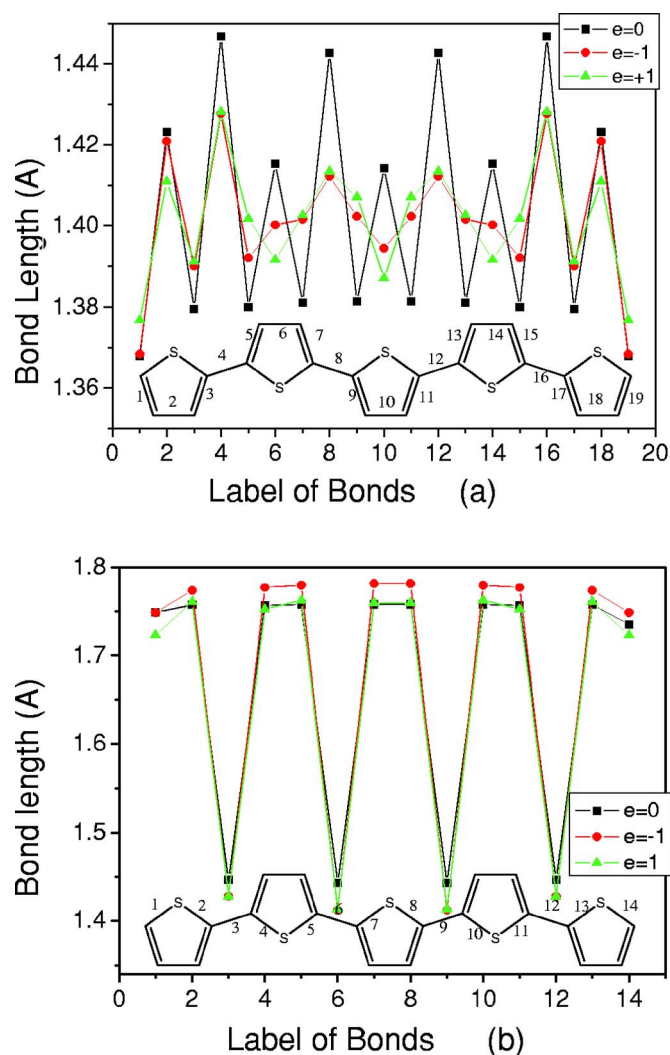 e=0
e=-1
e=+1
1.44
1.42
1.40
1.38
1.36
Bond Length (A)
S S S S S
1 2 3 4 5 6 7 8 9 10 11 12 13 14 15 16 17 18 19
0 2 4 6 8 10 12 14 16 18 20
Label of Bonds (a)
1.8
1.7
1.6
1.5
1.4
Bond length (A)
e=0
e=-1
e=1
1 S 2 3 4 S 5 6 7 S 8 9 10 S 11 12 13 S 14
0 2 4 6 8 10 12 14
Label of Bonds (b)